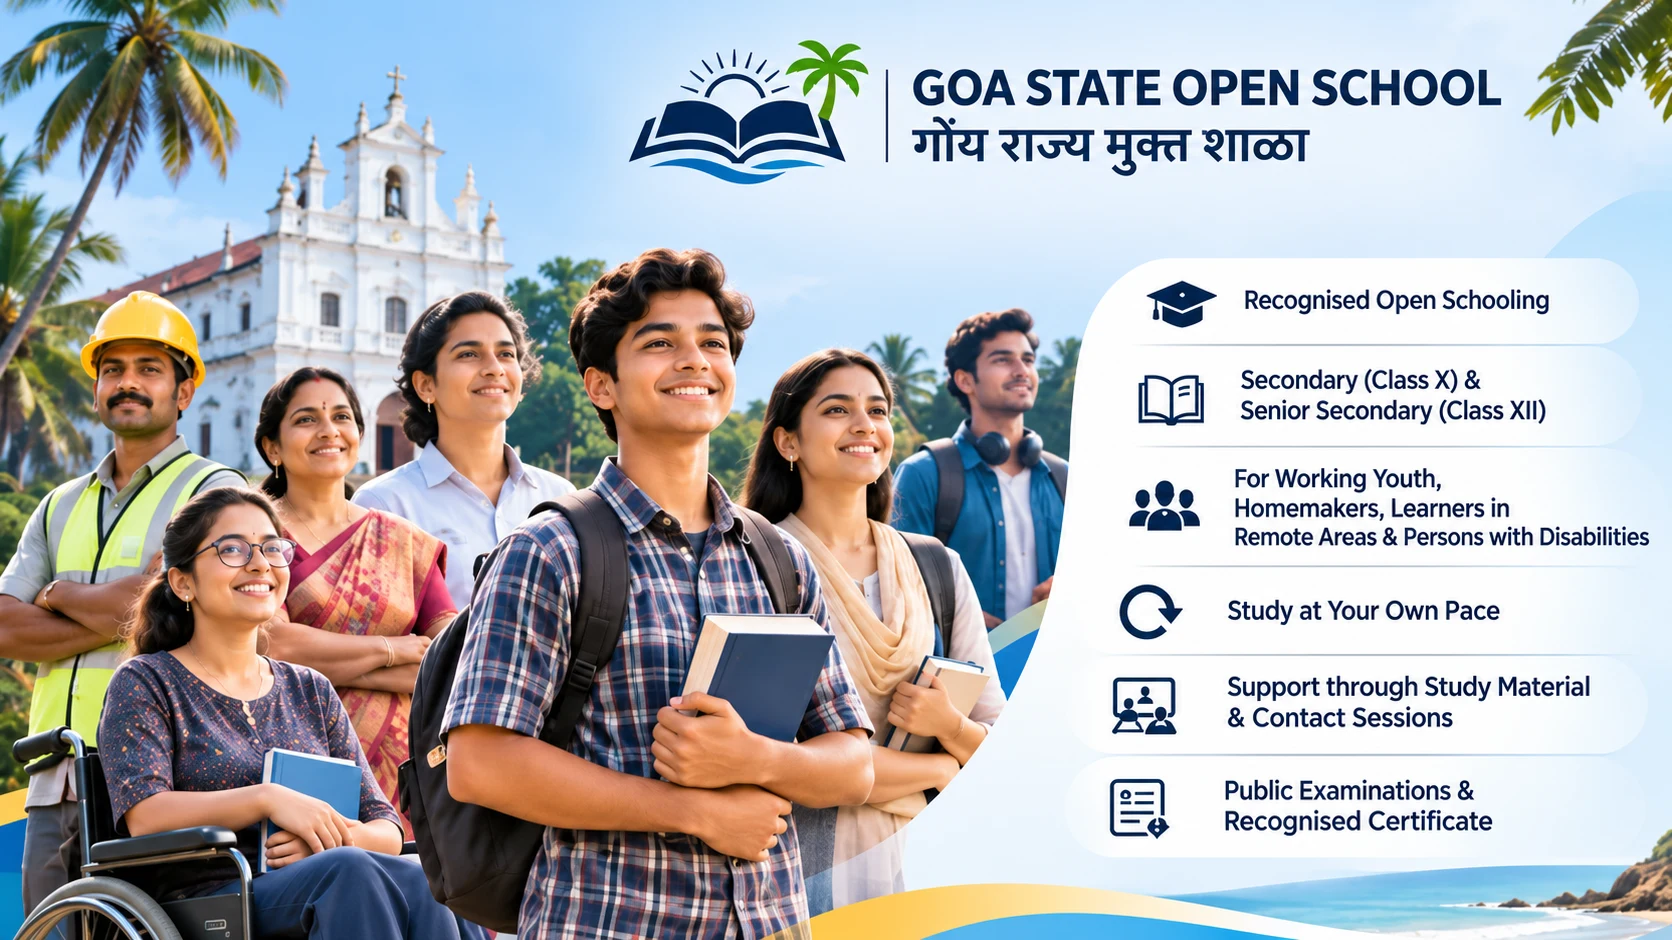 GOA STATE OPEN SCHOOL
गोंय राज्य मुक्त शाळा
Recognised Open Schooling
Secondary (Class X) &
Senior Secondary (Class XII)
For Working Youth,
Homemakers, Learners in
Remote Areas & Persons with Disabilities
Study at Your Own Pace
Support through Study Material
& Contact Sessions
Public Examinations &
Recognised Certificate